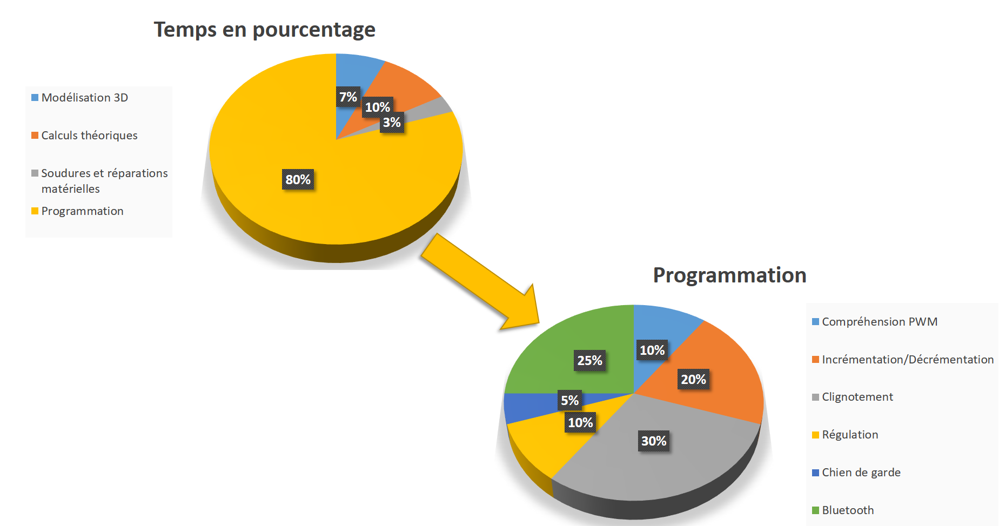 Temps en pourcentage
Modélisation 3D
Calculs théoriques
Soudures et réparations
matérielles
Programmation
7%
10%
3%
80%
Programmation
10%
20%
25%
5%
10%
30%
Compréhension PWM
Incrémentation/Décrémentation
Clignotement
Régulation
Chien de garde
Bluetooth